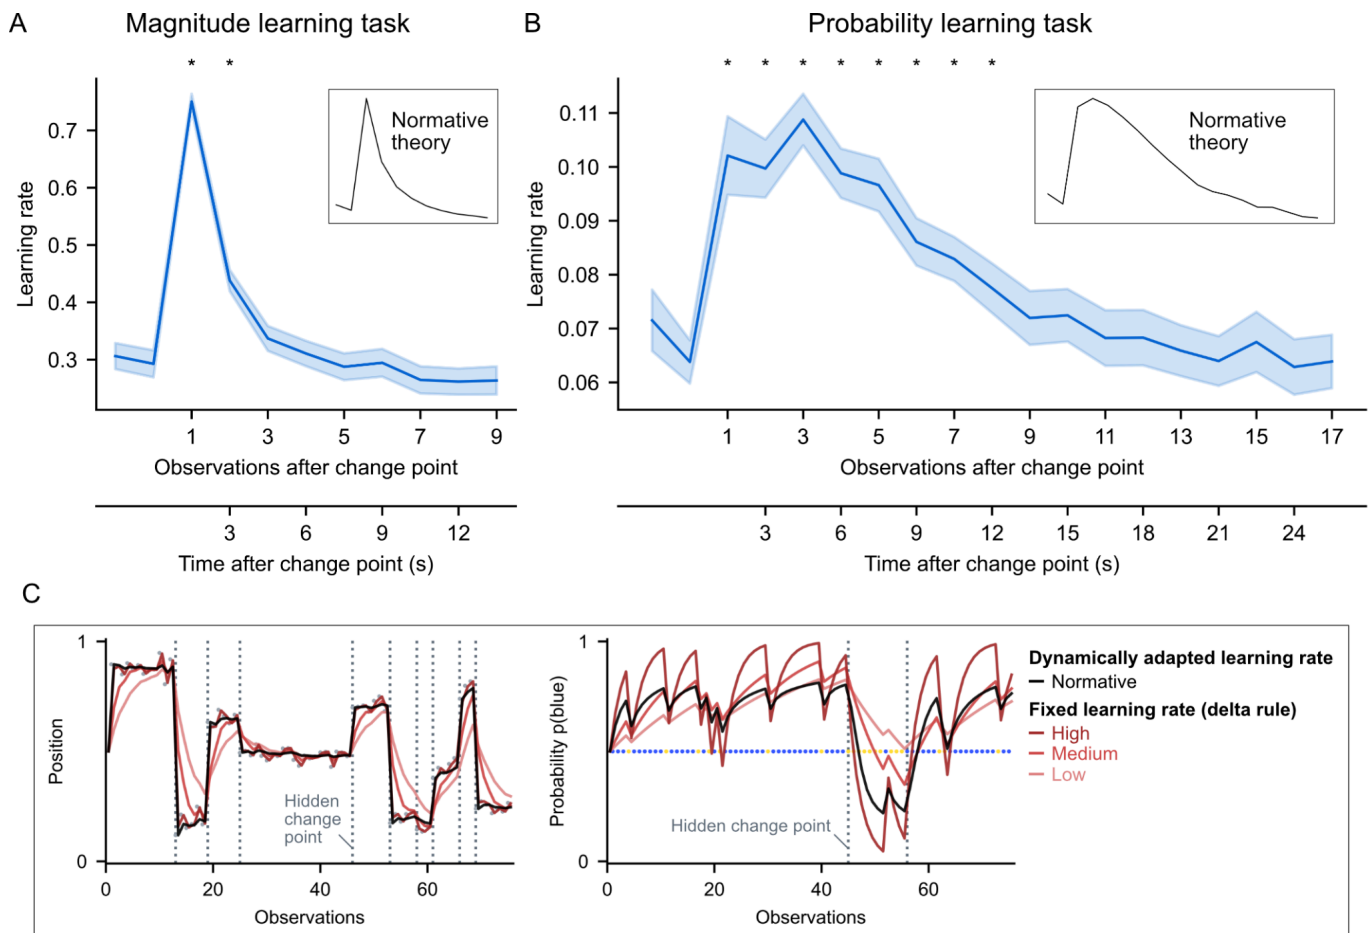 A
Magnitude learning task
* *
Learning rate
0.7
0.6
0.5
0.4
0.3
Normative
theory
1 3 5 7 9
Observations after change point
3 6 9 12
Time after change point (s)
B
Probability learning task
* * * * * * * *
Learning rate
0.11
0.10
0.09
0.08
0.07
0.06
Normative
theory
1 3 5 7 9 11 13 15 17
Observations after change point
3 6 9 12 15 18 21 24
Time after change point (s)
C
Position
1
0
Hidden
change
point
0 20 40 60
Observations
Probability p(blue)
1
0
Hidden change point
0 20 40 60
Observations
Dynamically adapted learning rate
Normative
Fixed learning rate (delta rule)
High
Medium
Low